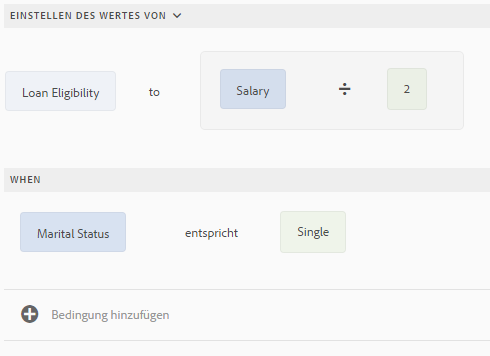 EINSTELLEN DES WERTES VON
Loan Eligibility to Salary ÷ 2
WHEN
Marital Status entspricht Single
Bedingung hinzufügen